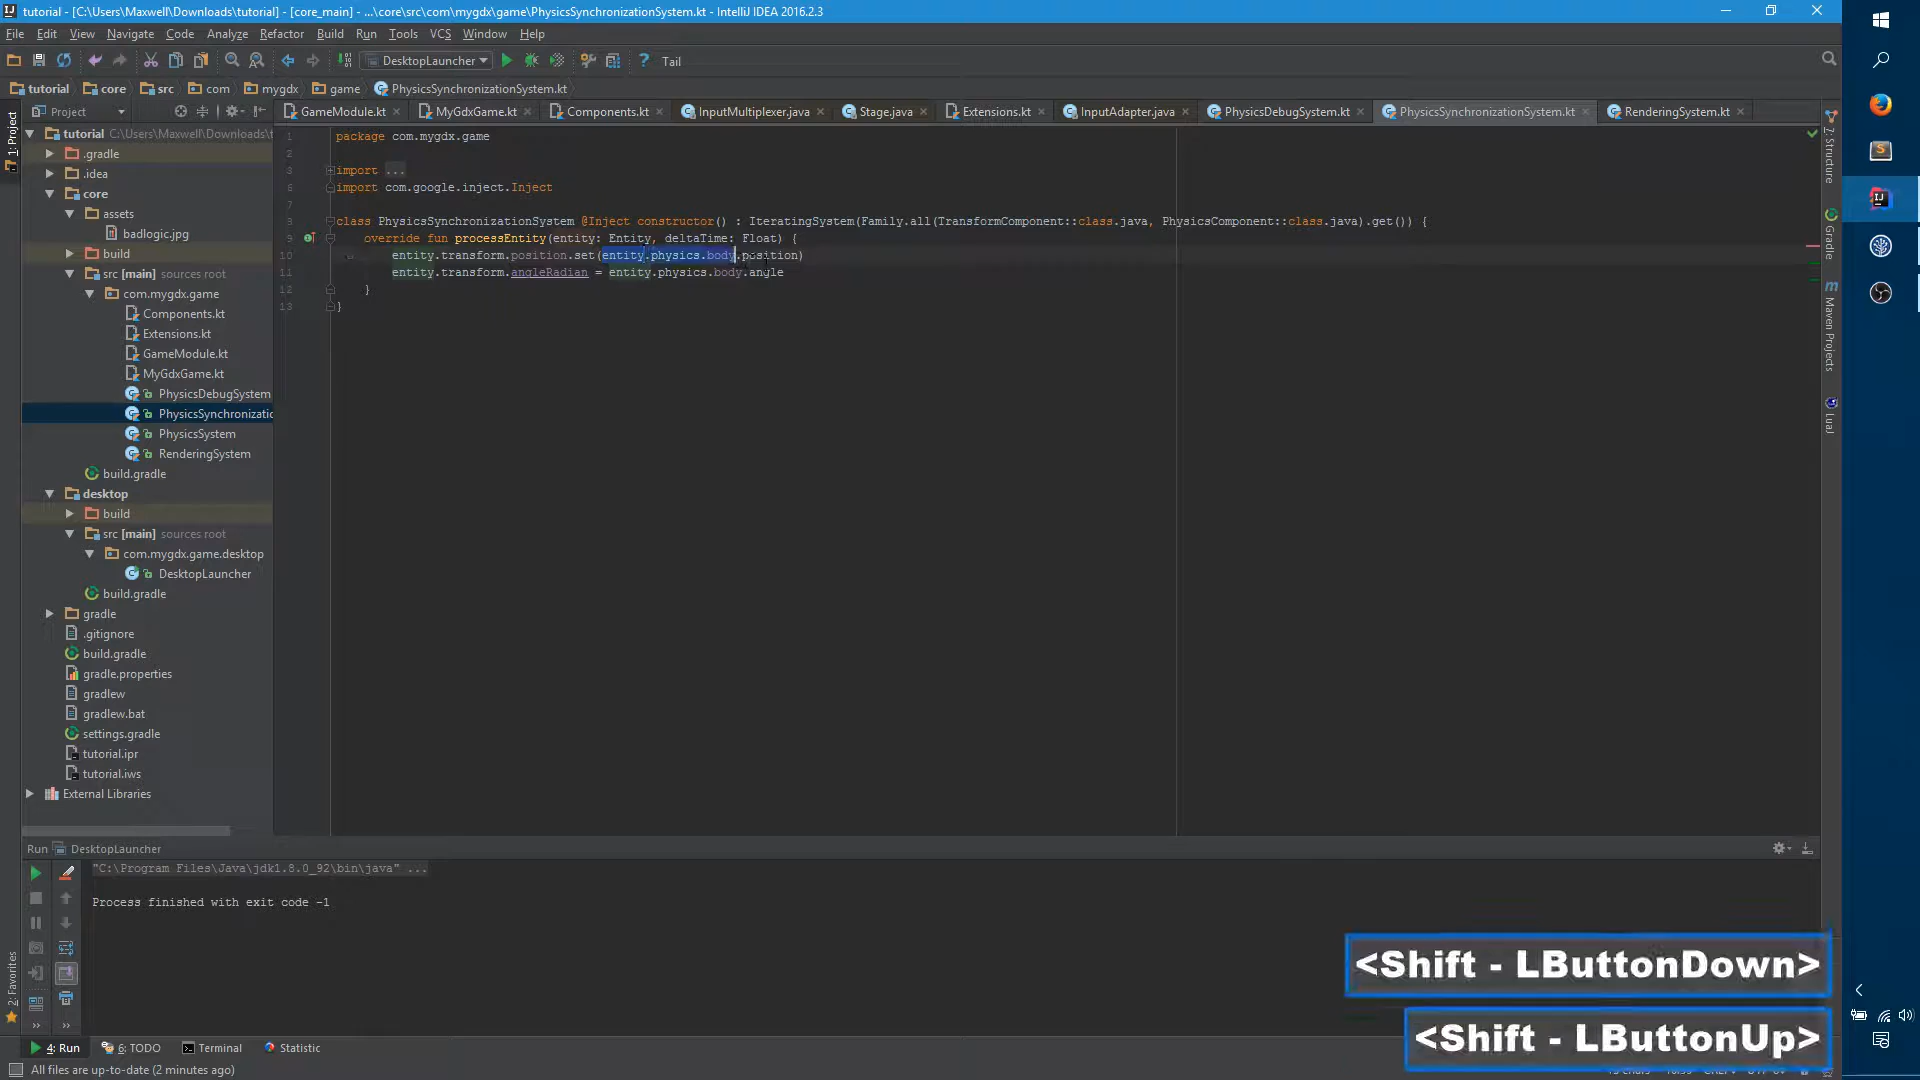 tutorial - [C:\Users\Maxwell\Downloads\tutorial] - [core_main] - ...\core\src\com\mygdx\game\PhysicsSynchronizationSystem.kt - IntelliJ IDEA 2016.2.3
File Edit View Navigate Code Analyze Refactor Build Run Tools VCS Window Help
DesktopLauncher Tail
tutorial core src com mygdx game PhysicsSynchronizationSystem.kt
Project GameModule.kt MyGdxGame.kt Components.kt InputMultiplexer.java Stage.java Extensions.kt InputAdapter.java PhysicsDebugSystem.kt PhysicsSynchronizationSystem.kt RenderingSystem.kt
1: Project
tutorial C:\Users\Maxwell\Downloads\t
.gradle
.idea
core
assets
badlogic.jpg
build
src [main] sources root
com.mygdx.game
Components.kt
Extensions.kt
GameModule.kt
MyGdxGame.kt
PhysicsDebugSystem
PhysicsSynchronizatio
PhysicsSystem
RenderingSystem
build.gradle
desktop
build
src [main] sources root
com.mygdx.game.desktop
DesktopLauncher
build.gradle
gradle
.gitignore
build.gradle
gradle.properties
gradlew
gradlew.bat
settings.gradle
tutorial.ipr
tutorial.iws
External Libraries
1 package com.mygdx.game
2
3 import ...
6 import com.google.inject.Inject
7
8 class PhysicsSynchronizationSystem @Inject constructor() : IteratingSystem(Family.all(TransformComponent::class.java, PhysicsComponent::class.java).get()) {
9 override fun processEntity(entity: Entity, deltaTime: Float) {
10 entity.transform.position.set(entity.physics.body.position)
11 entity.transform.angleRadian = entity.physics.body.angle
12 }
13 }
7: Structure
Gradle
Maven Projects
LuaJ
Run DesktopLauncher
"C:\Program Files\Java\jdk1.8.0_92\bin\java" ...
Process finished with exit code -1
2: Favorites
<Shift - LButtonDown>
<Shift - LButtonUp>
4: Run 6: TODO Terminal Statistic
All files are up-to-date (2 minutes ago)